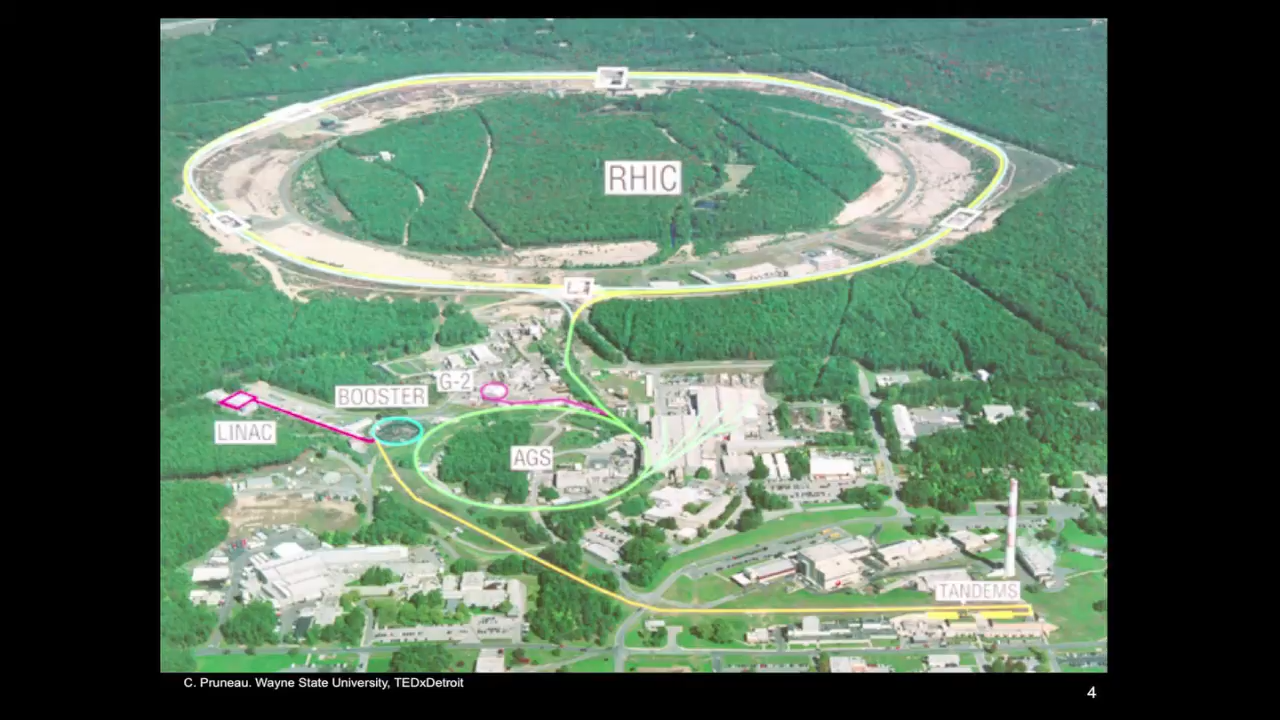 RHIC
G-2
BOOSTER
LINAC
AGS
TANDEMS
C. Pruneau. Wayne State University, TEDxDetroit
4